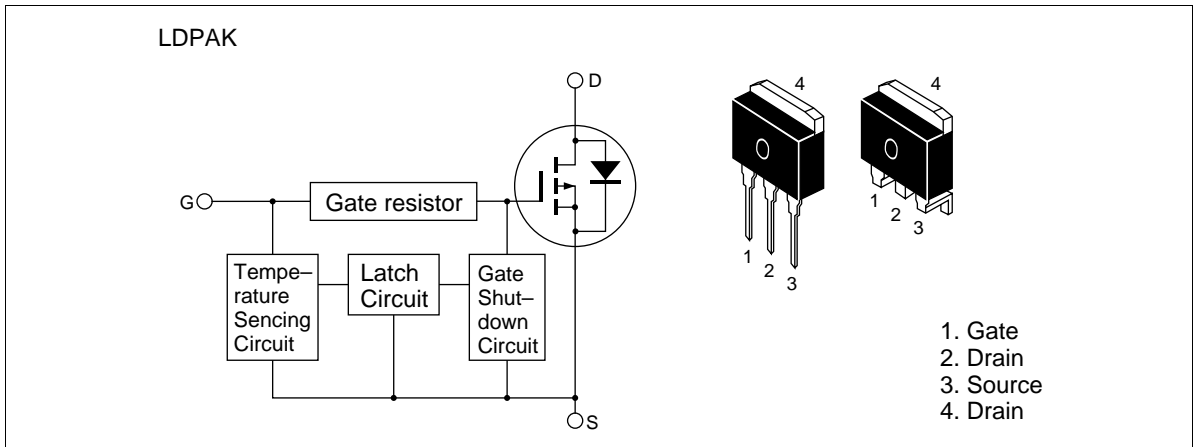 LDPAK
D
G
Gate resistor
Tempe–
rature
Sencing
Circuit
Latch
Circuit
Gate
Shut–
down
Circuit
S
4
1
2
3
4
1
2
3
1. Gate
2. Drain
3. Source
4. Drain